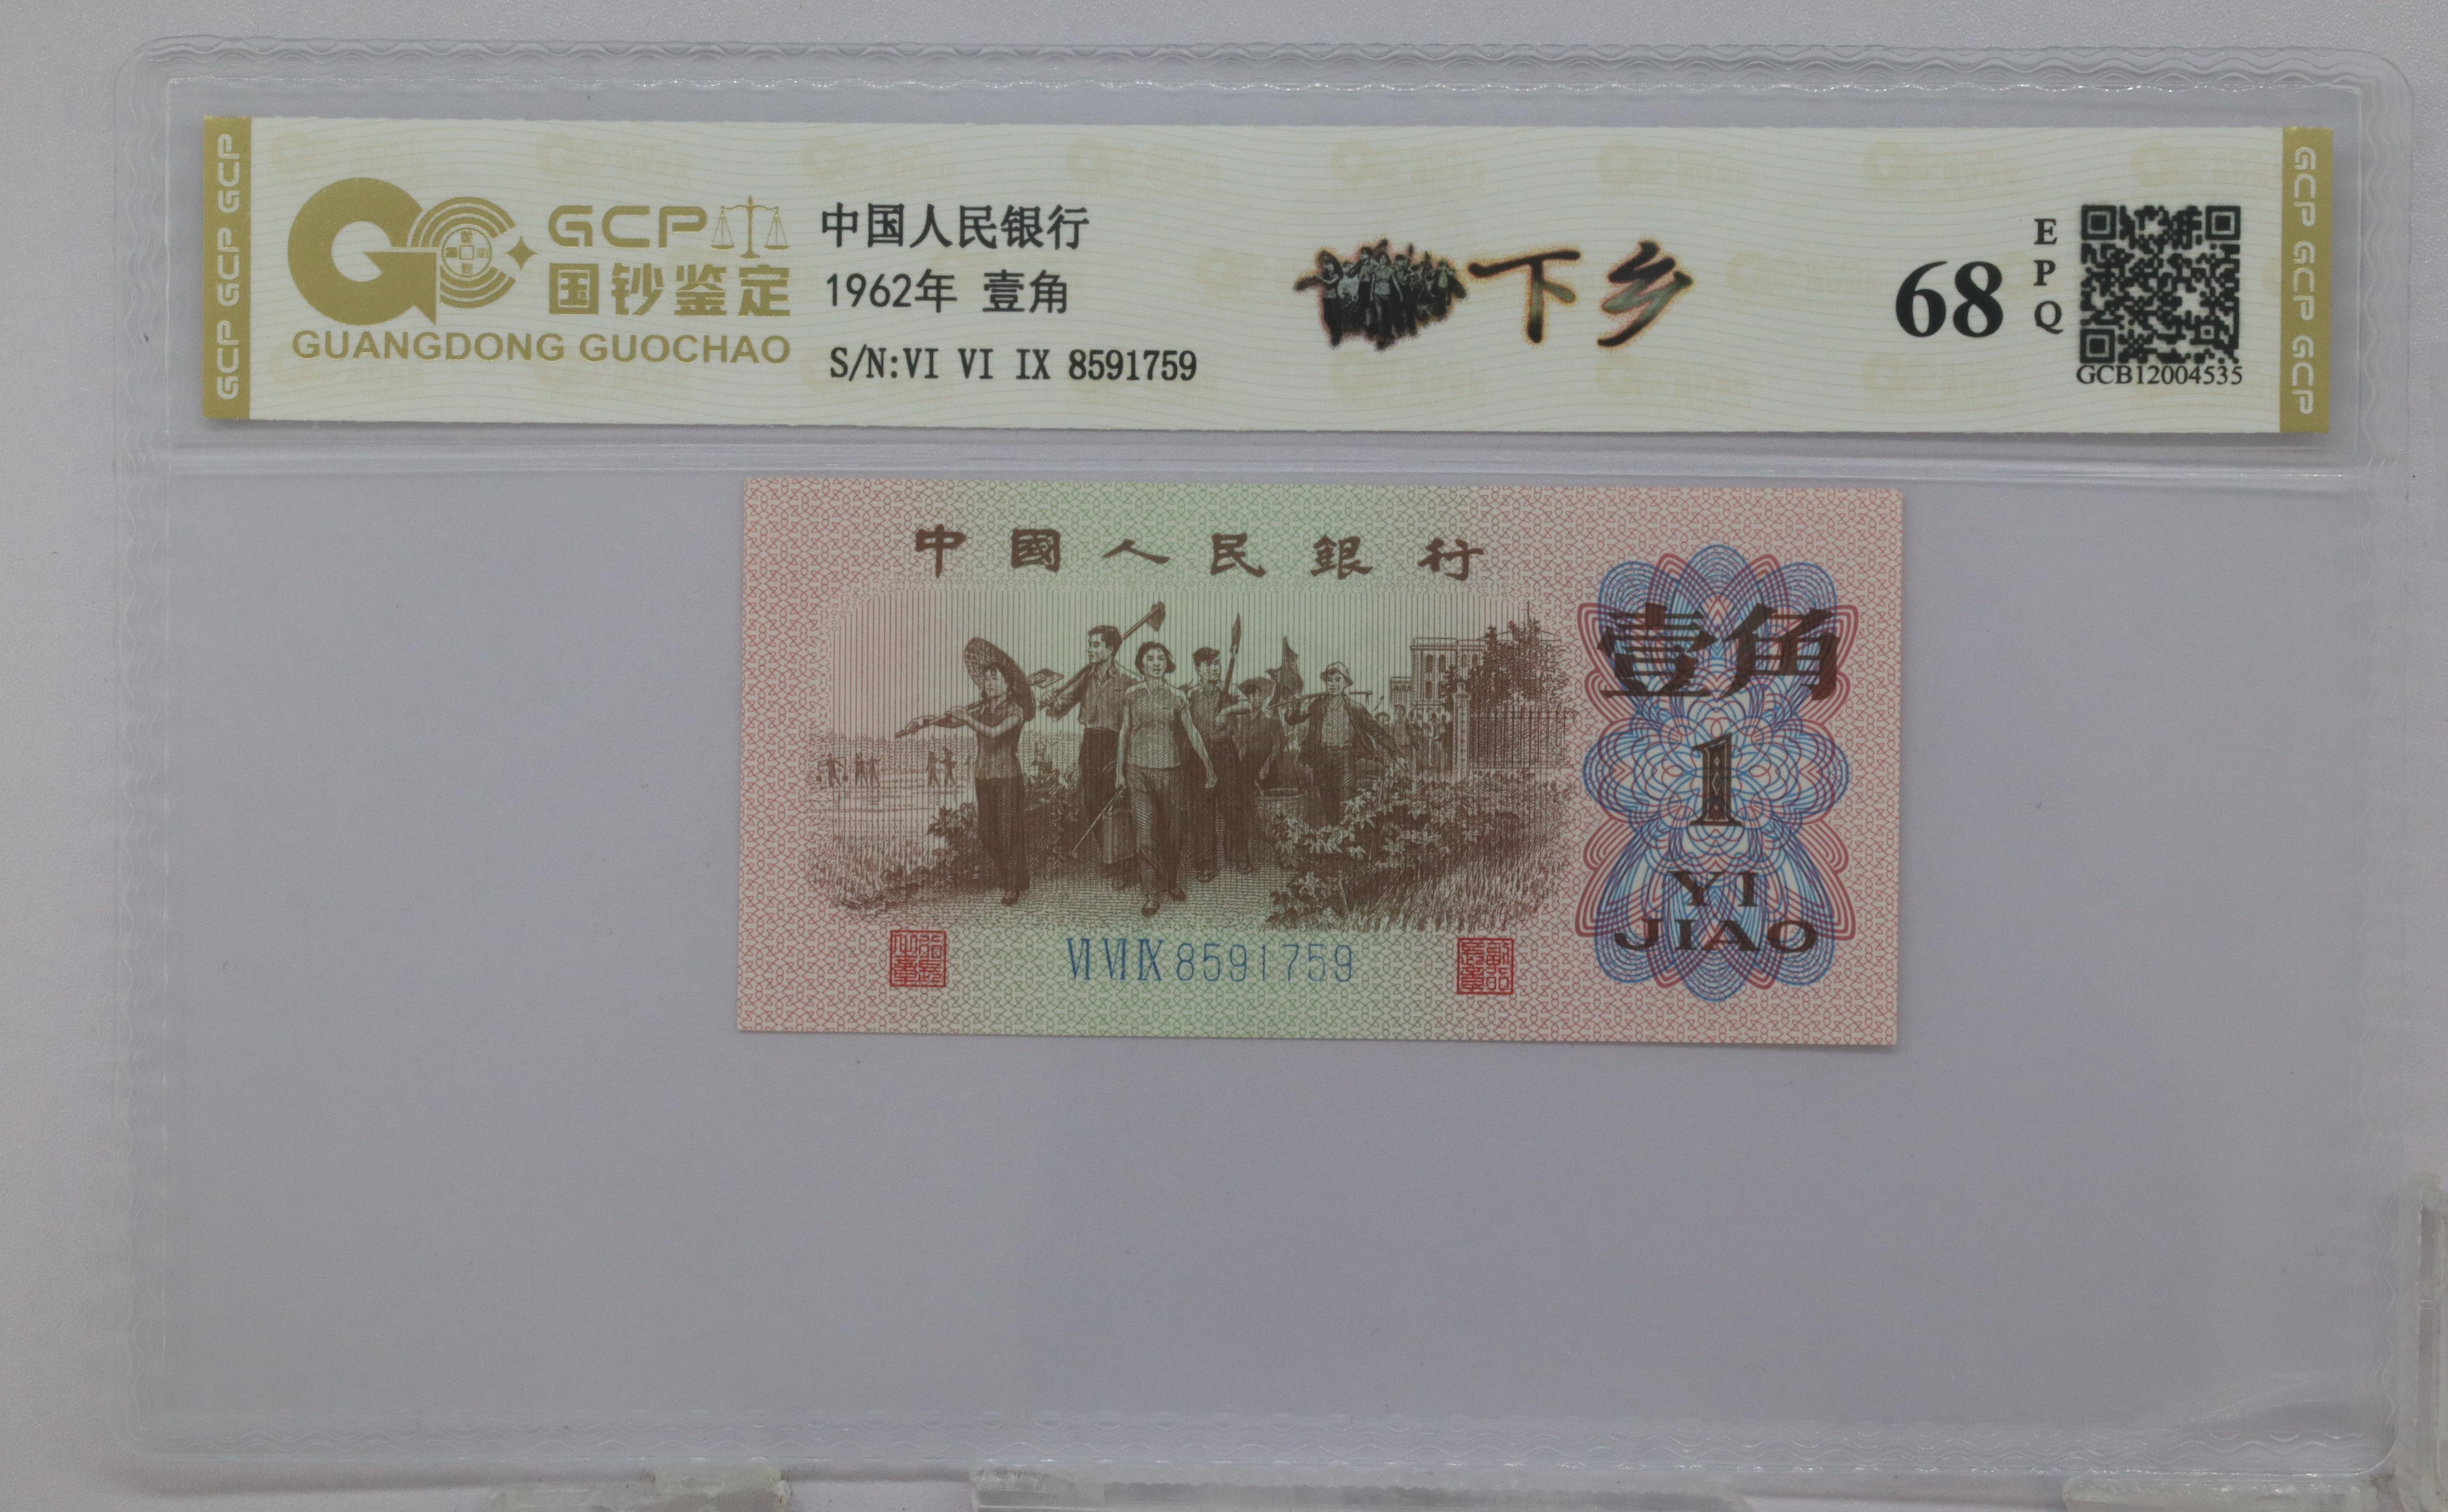 GCP GCP GCP
GCP
国钞鉴定
GUANGDONG GUOCHAO
中国人民银行
1962年 壹角
S/N:VI VI IX 8591759
下乡
68
E
P
Q
GCB12004535
GCP GCP GCP
中國人民銀行
壹角
1
YI
JIAO
VI VI IX 8591759